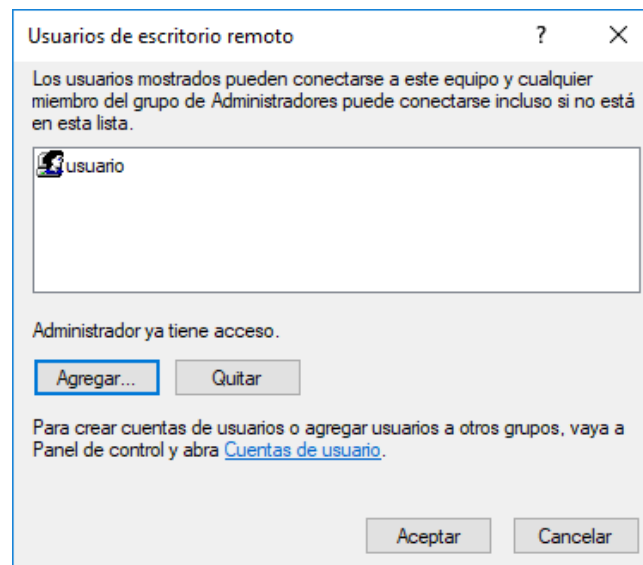 Usuarios de escritorio remoto ?
Los usuarios mostrados pueden conectarse a este equipo y cualquier
miembro del grupo de Administradores puede conectarse incluso si no está
en esta lista.
usuario
Administrador ya tiene acceso.
Agregar... Quitar
Para crear cuentas de usuarios o agregar usuarios a otros grupos, vaya a
Panel de control y abra Cuentas de usuario.
Aceptar Cancelar